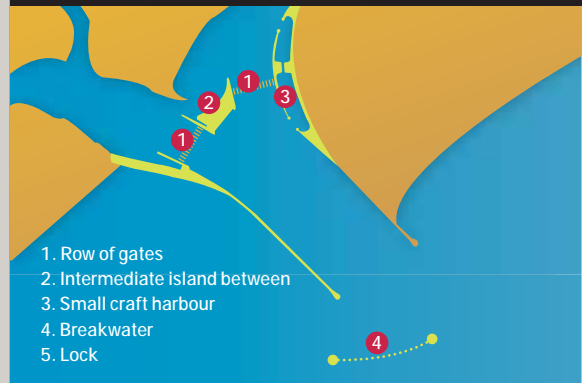 1
2
3
1
1. Row of gates
2. Intermediate island between
3. Small craft harbour
4. Breakwater
5. Lock
4